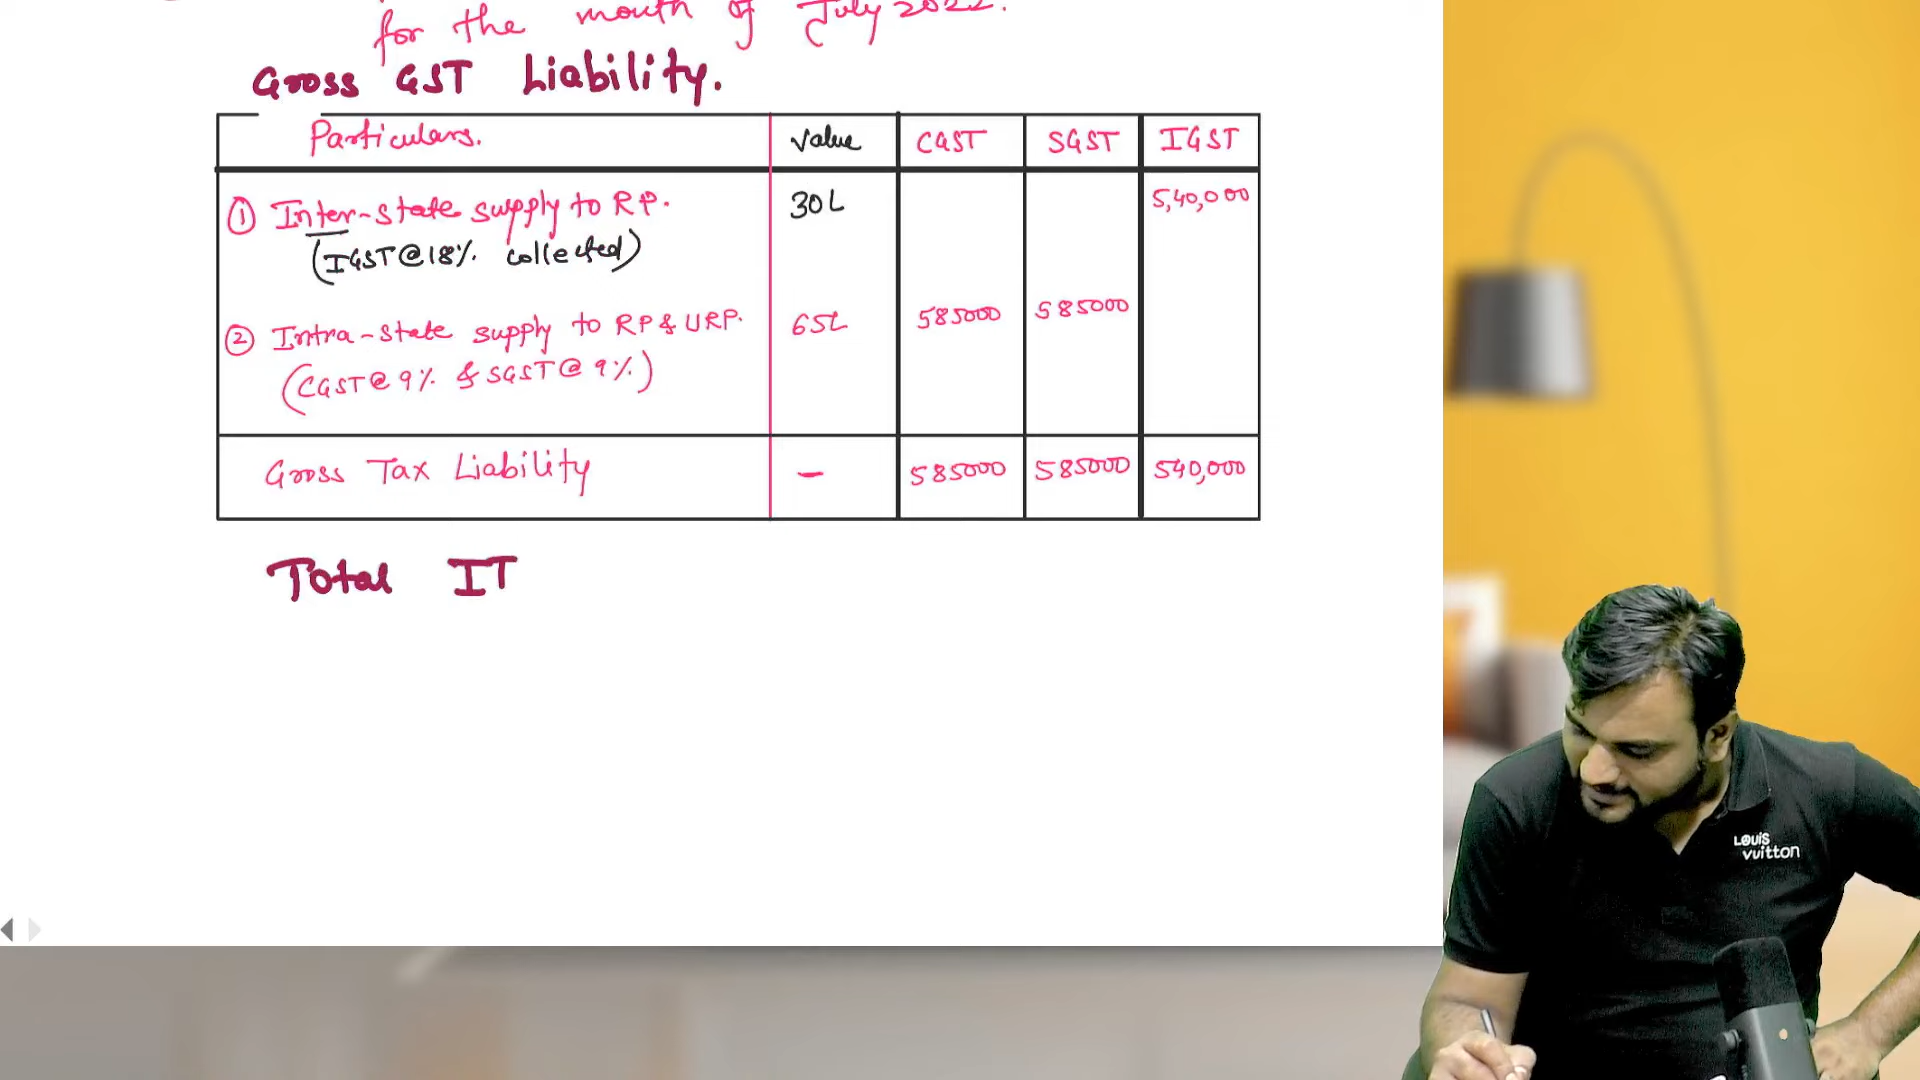 for the month of July 2022.
Gross GST Liability.
Particulars. Value CGST SGST IGST
① Inter-state supply to RP. 30L 5,40,000
(IGST@18% collected)
② Intra-state supply to RP & URP. 65L 585000 585000
(CGST@9% & SGST@9%)
Gross Tax Liability - 585000 585000 540,000
Total IT
Louis
vuitton